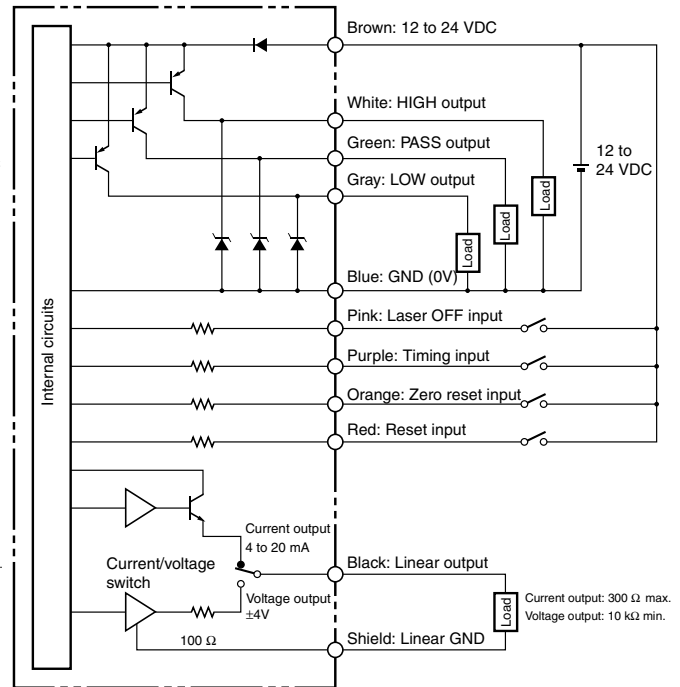 Brown: 12 to 24 VDC
White: HIGH output
Green: PASS output
Gray: LOW output
12 to
24 VDC
Load
Load
Load
Blue: GND (0V)
Internal circuits
Pink: Laser OFF input
Purple: Timing input
Orange: Zero reset input
Red: Reset input
Current output
4 to 20 mA
Current/voltage
switch
Black: Linear output
Voltage output
±4V
Load
Current output: 300 Ω max.
Voltage output: 10 kΩ min.
100 Ω
Shield: Linear GND